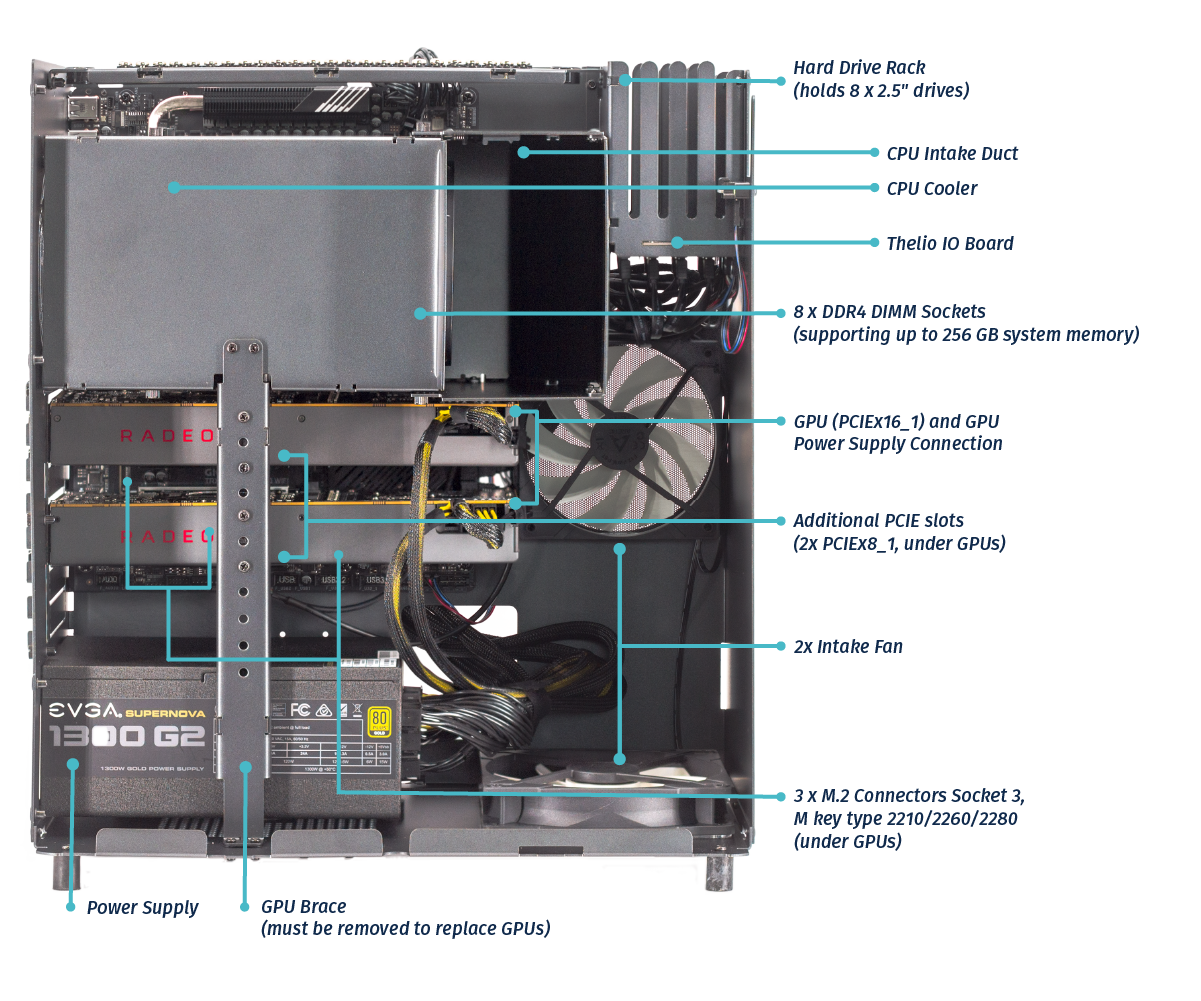 Hard Drive Rack
(holds 8 x 2.5" drives)
CPU Intake Duct
CPU Cooler
Thelio IO Board
8 x DDR4 DIMM Sockets
(supporting up to 256 GB system memory)
GPU (PCIEx16_1) and GPU
Power Supply Connection
RADEO
Additional PCIE slots
(2x PCIEx8_1, under GPUs)
RADEO
USB
2x Intake Fan
EVGA. SUPERNOVA
1300 G2
1300W GOLD POWER SUPPLY
FC
80
GOLD
3 x M.2 Connectors Socket 3,
M key type 2210/2260/2280
(under GPUs)
Power Supply
GPU Brace
(must be removed to replace GPUs)